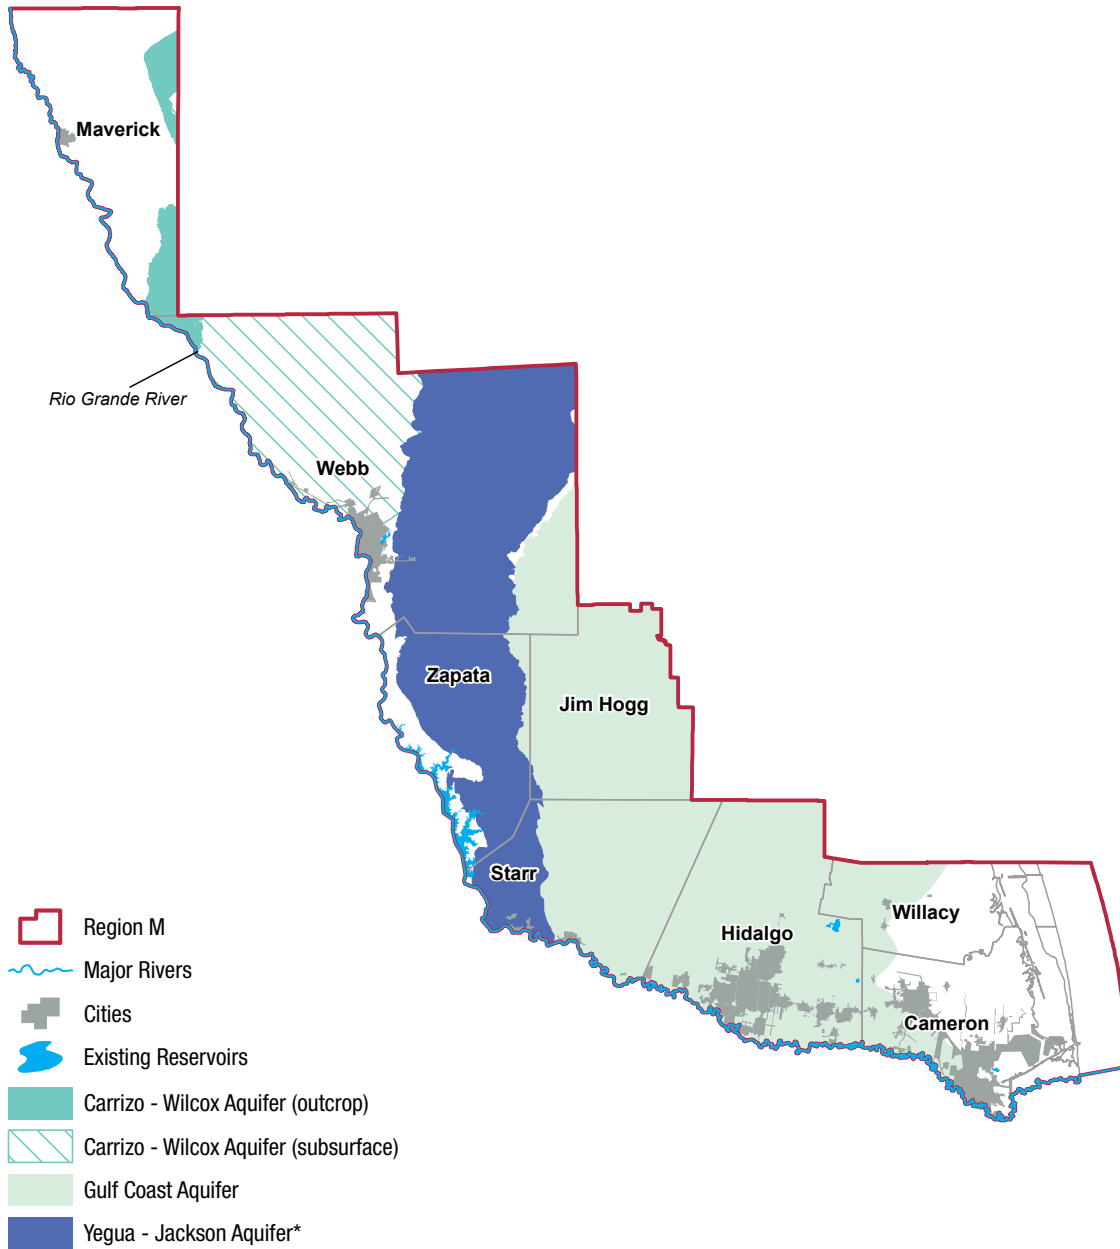 Maverick
Rio Grande River
Webb
Zapata
Jim Hogg
Starr
Willacy
Hidalgo
Cameron
Region M
Major Rivers
Cities
Existing Reservoirs
Carrizo - Wilcox Aquifer (outcrop)
Carrizo - Wilcox Aquifer (subsurface)
Gulf Coast Aquifer
Yegua - Jackson Aquifer*